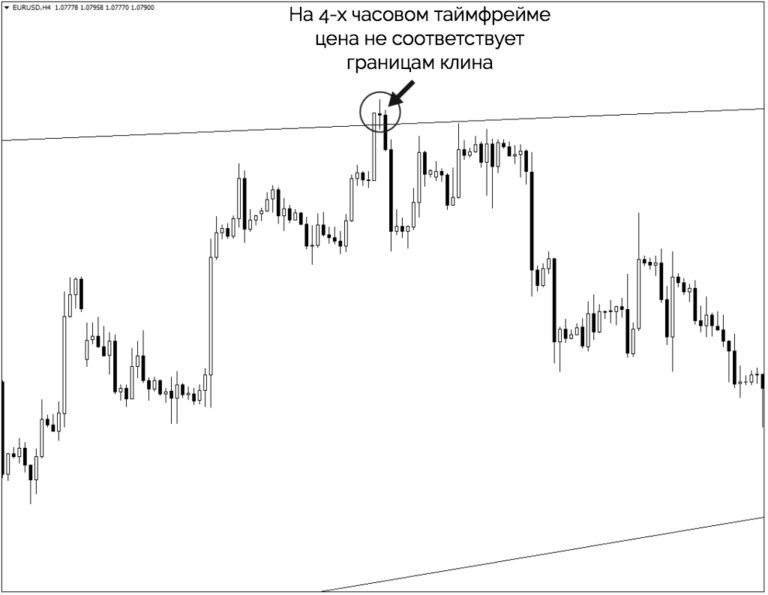 EURUSD,H4 1.07778 1.07958 1.07770 1.07900
На 4-х часовом таймфрейме
цена не соответствует
границам клина